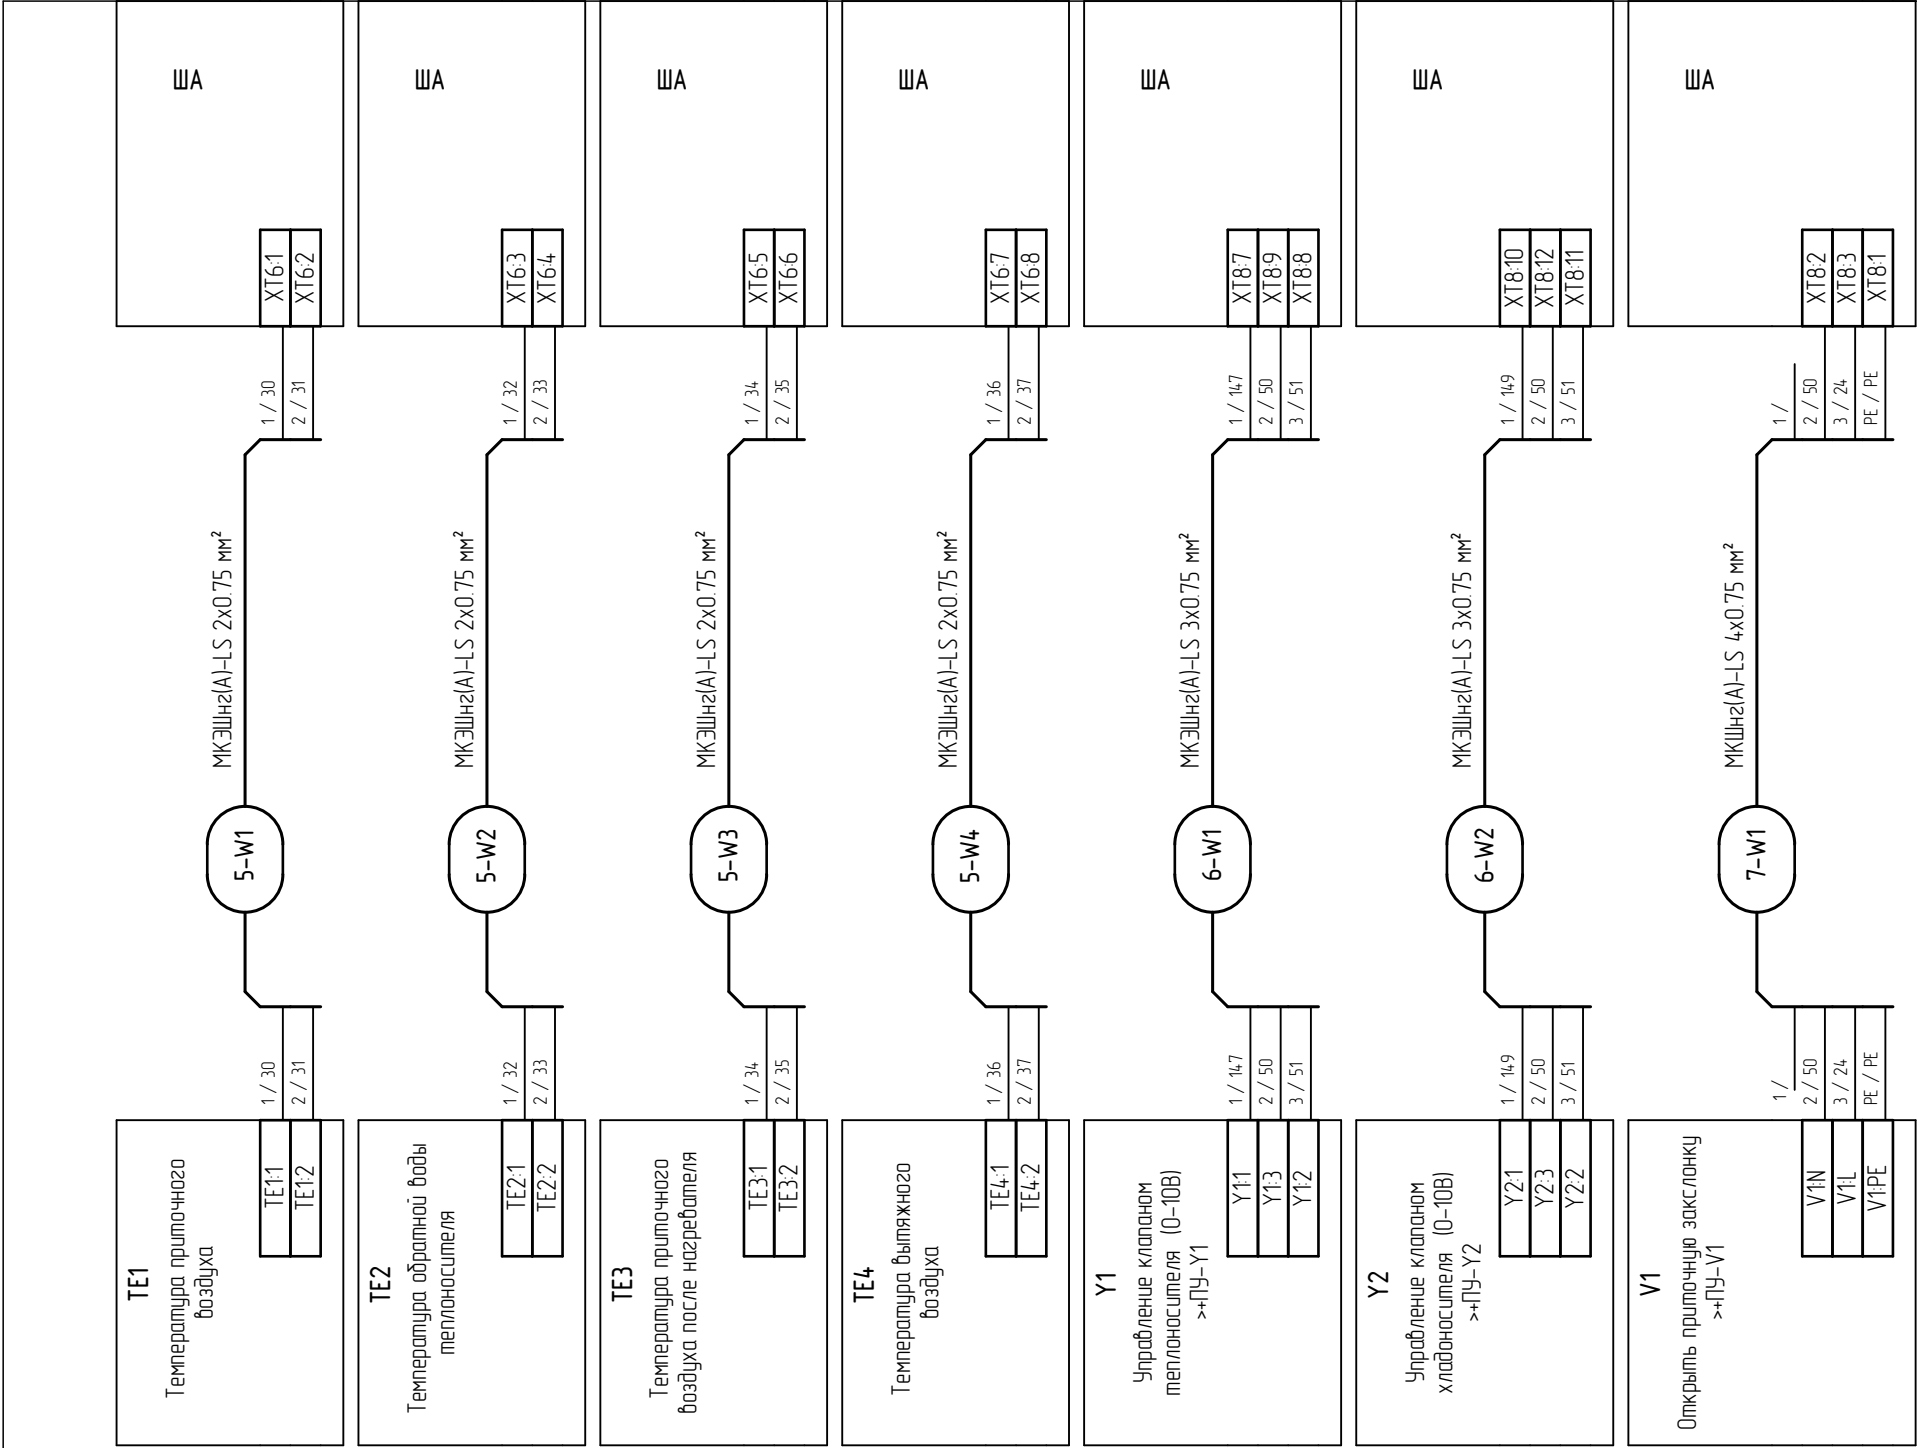 TE1
Температура приточного
воздуха
TE1:1
TE1:2
1 / 30
2 / 31
5-W1
МКЭШнг(А)-LS 2x0.75 мм²
1 / 30
2 / 31
XT6:1
XT6:2
ША
TE2
Температура обратной воды
теплоносителя
TE2:1
TE2:2
1 / 32
2 / 33
5-W2
МКЭШнг(А)-LS 2x0.75 мм²
1 / 32
2 / 33
XT6:3
XT6:4
ША
TE3
Температура приточного
воздуха после нагревателя
TE3:1
TE3:2
1 / 34
2 / 35
5-W3
МКЭШнг(А)-LS 2x0.75 мм²
1 / 34
2 / 35
XT6:5
XT6:6
ША
TE4
Температура вытяжного
воздуха
TE4:1
TE4:2
1 / 36
2 / 37
5-W4
МКЭШнг(А)-LS 2x0.75 мм²
1 / 36
2 / 37
XT6:7
XT6:8
ША
Y1
Управление клапаном
теплоносителя (0-10В)
>+ПУ-Y1
Y1:1
Y1:3
Y1:2
1 / 147
2 / 50
3 / 51
6-W1
МКЭШнг(А)-LS 3x0.75 мм²
1 / 147
2 / 50
3 / 51
XT8:7
XT8:9
XT8:8
ША
Y2
Управление клапаном
хладоносителя (0-10В)
>+ПУ-Y2
Y2:1
Y2:3
Y2:2
1 / 149
2 / 50
3 / 51
6-W2
МКЭШнг(А)-LS 3x0.75 мм²
1 / 149
2 / 50
3 / 51
XT8:10
XT8:12
XT8:11
ША
V1
Открыть приточную закслонку
>+ПУ-V1
V1:N
V1:L
V1:PE
1 /
2 / 50
3 / 24
PE / PE
7-W1
МКШнг(А)-LS 4x0.75 мм²
1 /
2 / 50
3 / 24
PE / PE
XT8:2
XT8:3
XT8:1
ША